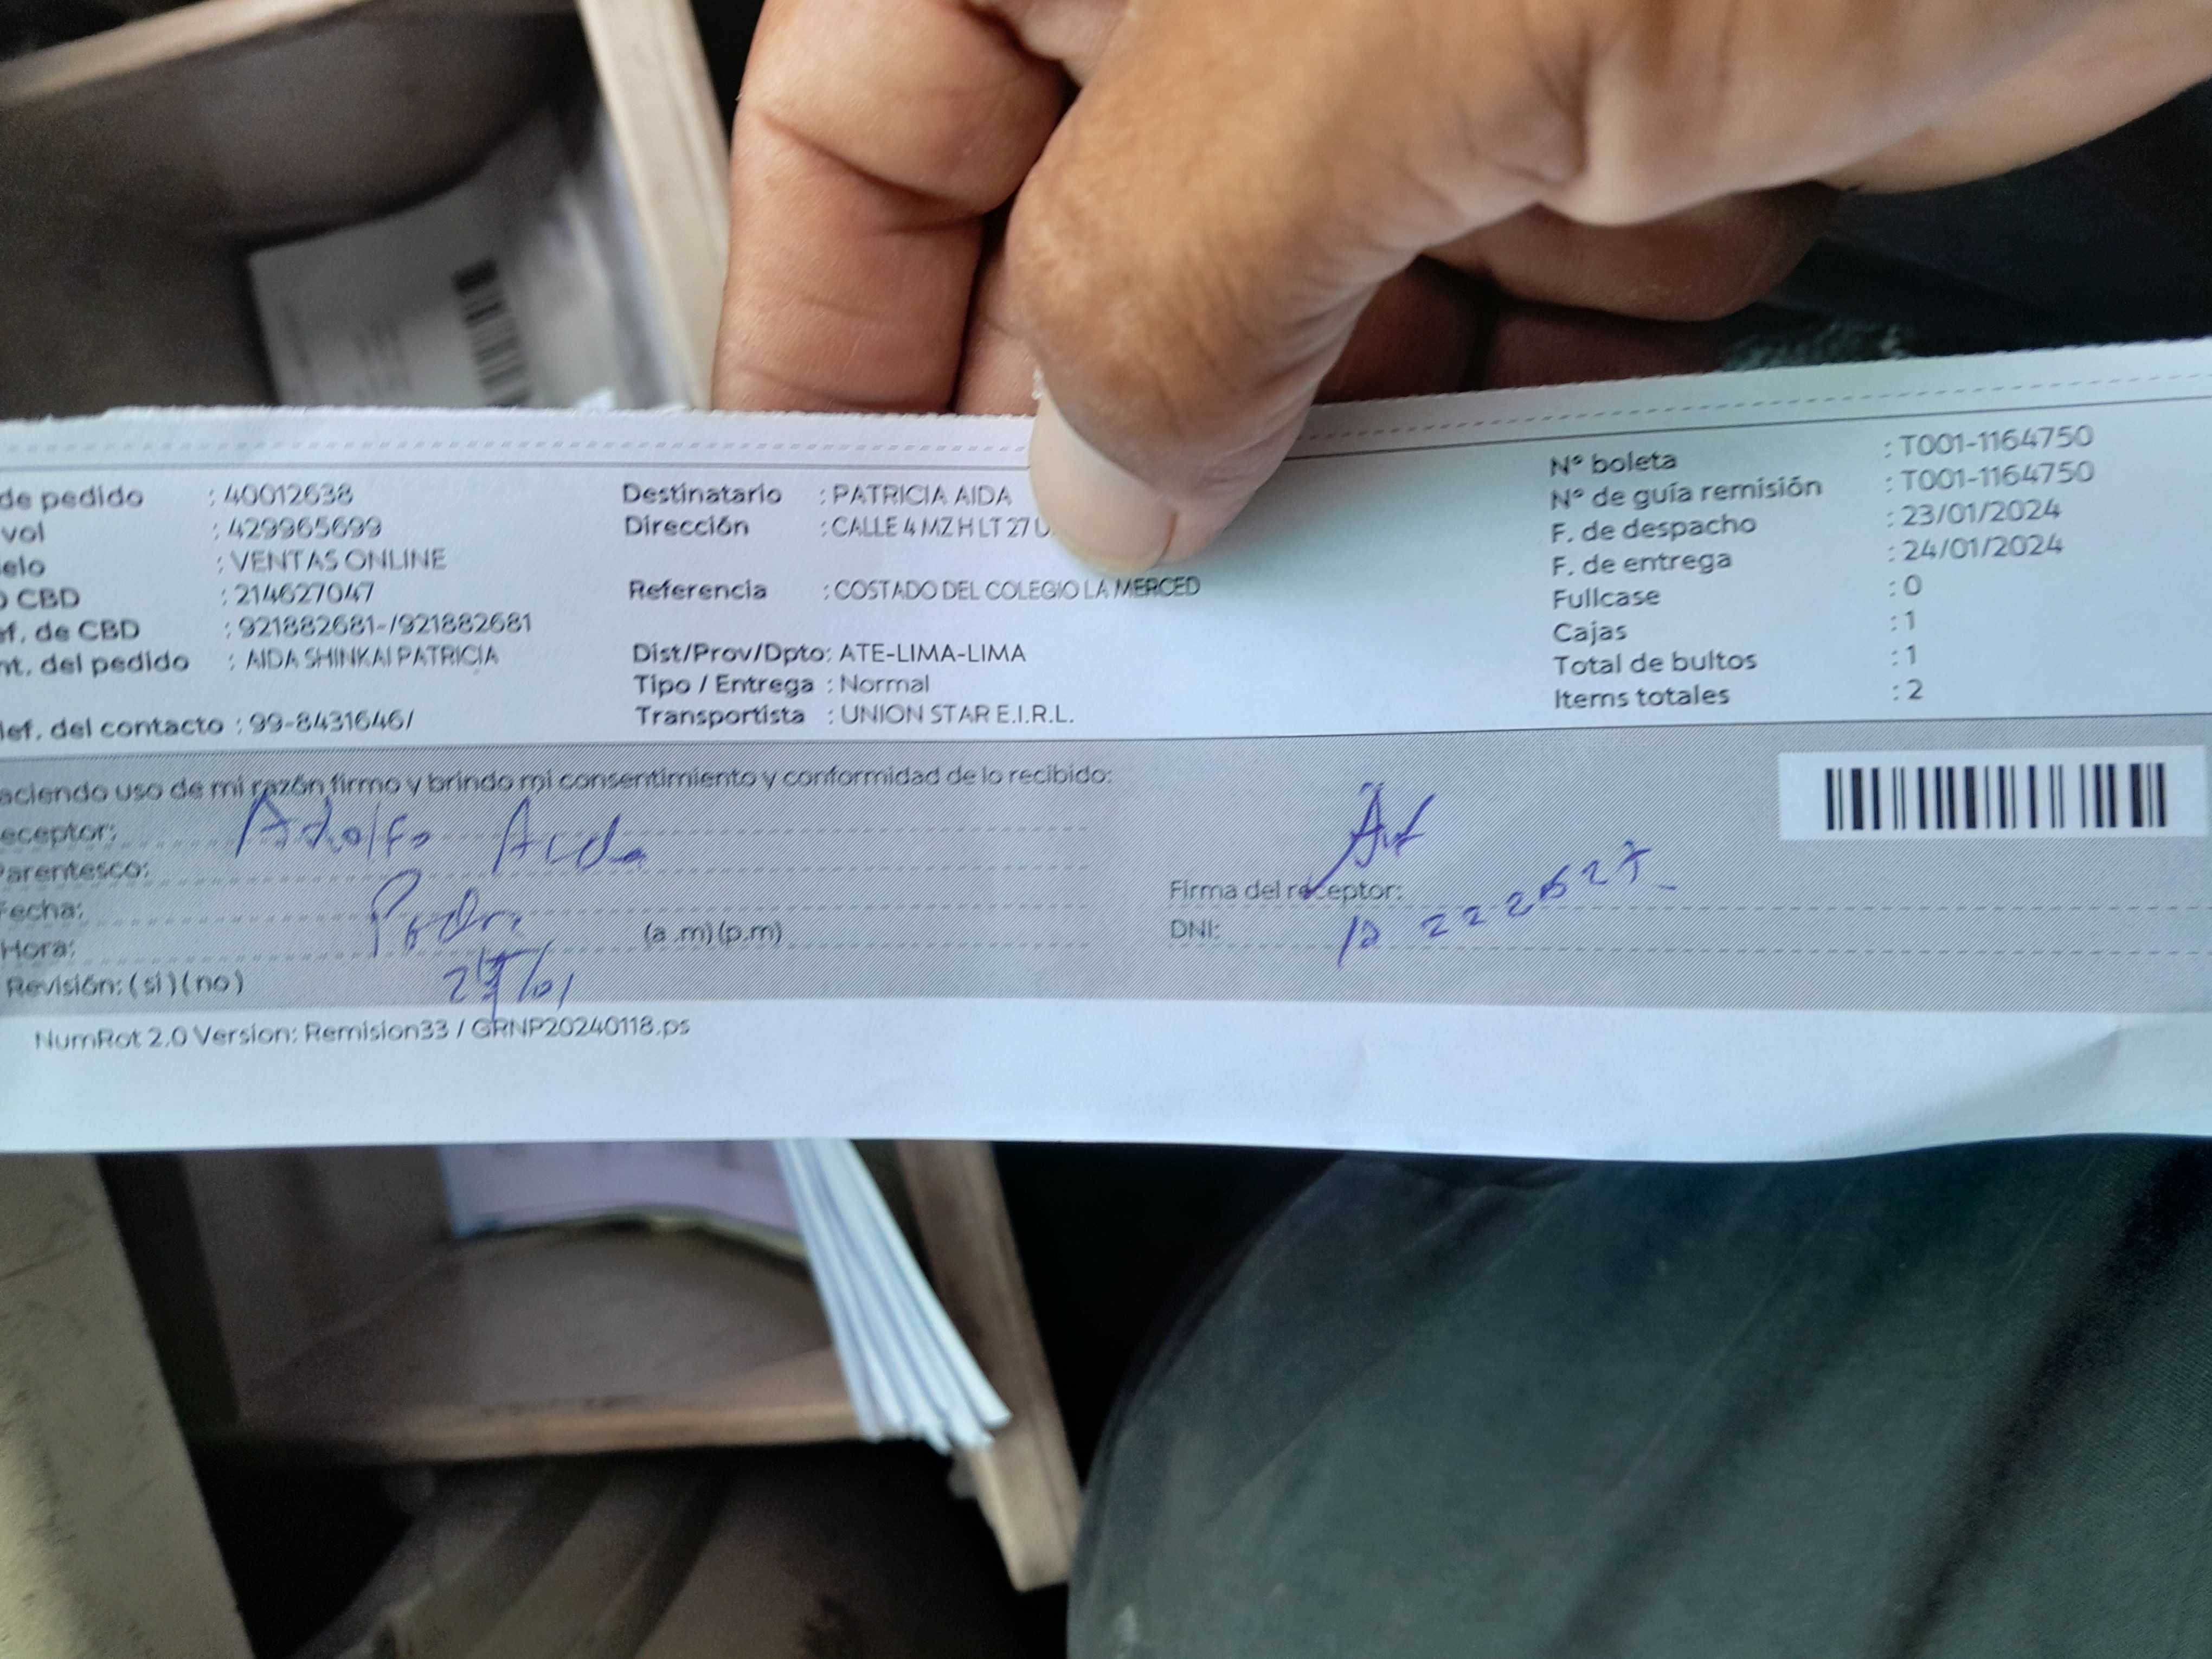 de pedido : 40012638
vol : 429965699
elo : VENTAS ONLINE
O CBD : 214627047
ef. de CBD : 921882681-/921882681
nt. del pedido : AIDA SHINKAI PATRICIA
lef. del contacto : 99-8431646/
Destinatario : PATRICIA AIDA
Dirección : CALLE 4 MZ H LT 27 U
Referencia : COSTADO DEL COLEGIO LA MERCED
Dist/Prov/Dpto: ATE-LIMA-LIMA
Tipo / Entrega : Normal
Transportista : UNION STAR E.I.R.L.
Nº boleta : T001-1164750
Nº de guía remisión : T001-1164750
F. de despacho : 23/01/2024
F. de entrega : 24/01/2024
Fullcase : 0
Cajas : 1
Total de bultos : 1
Items totales : 2
aciendo uso de mi razón firmo y brindo mi consentimiento y conformidad de lo recibido:
eceptor: Adolfo
Parentesco:
Fecha:
Hora: (a .m) (p.m)
Revisión: ( si ) ( no )
Firma del receptor:
DNI:
NumRot 2.0 Version: Remision33 / GRNP20240118.ps